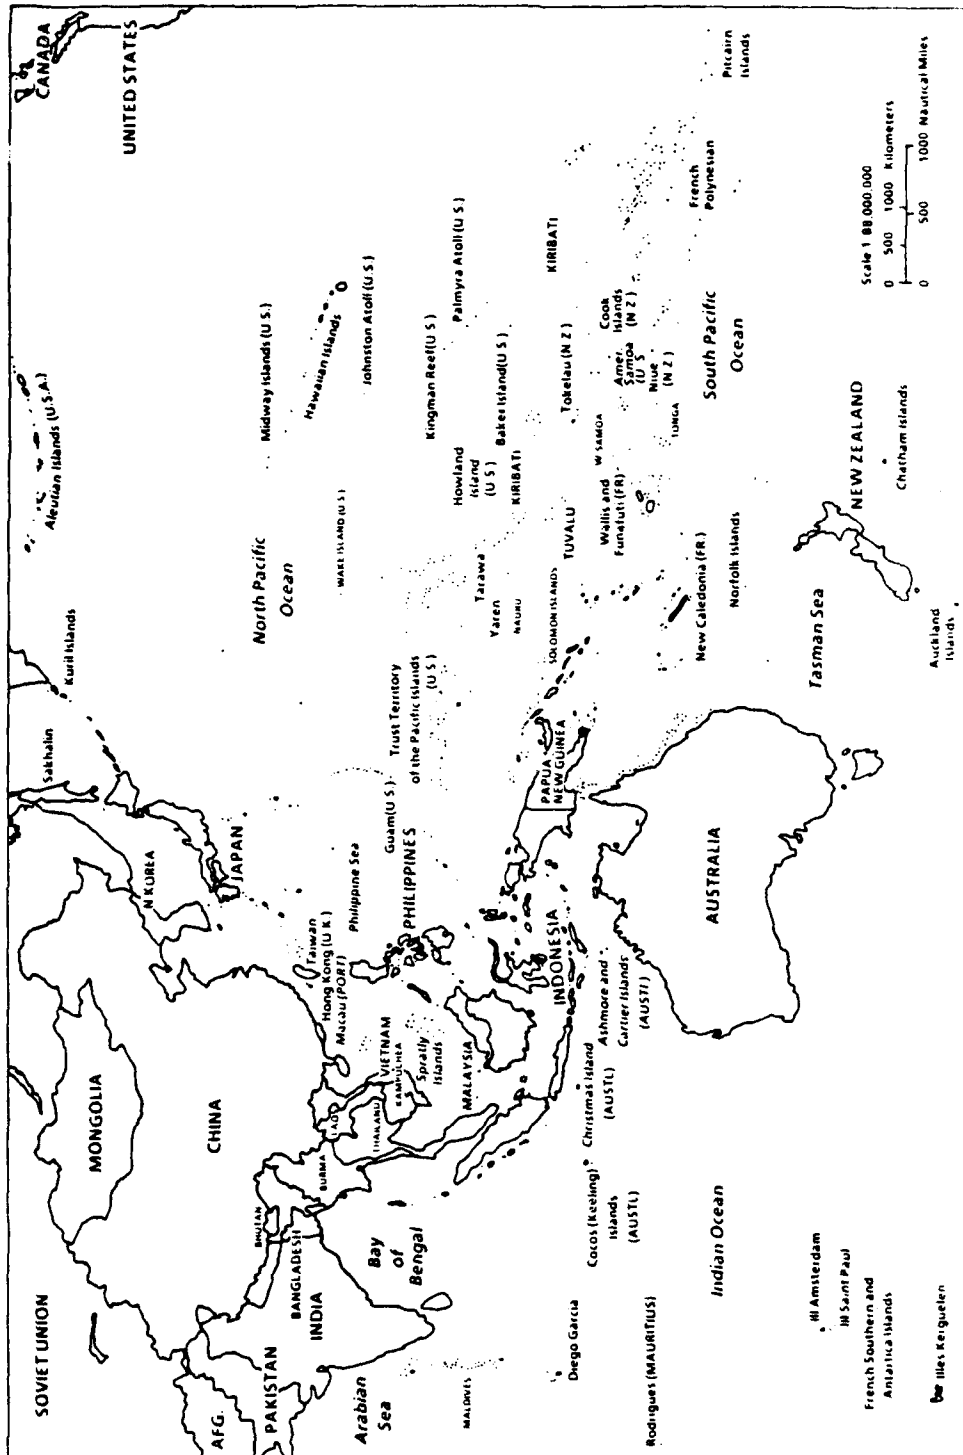 SOVIET UNION
MONGOLIA
CHINA
AFG.
PAKISTAN
INDIA
BHUTAN
BANGLADESH
BURMA
LAOS
THAILAND
VIETNAM
KAMPUCHEA
N KOREA
JAPAN
Sakhalin
Kuril Islands
Aleutian Islands (U.S.A.)
CANADA
UNITED STATES
North Pacific
Ocean
Midway Islands (U.S.)
Hawaiian Islands
Johnston Atoll (U.S.)
WAKE ISLAND (U S)
Taiwan
Hong Kong (U.K.)
Macau (PORT)
Philippine Sea
PHILIPPINES
Guam (U S )
Trust Territory
of the Pacific Islands
(U S )
Kingman Reef (U S )
Palmyra Atoll (U S.)
Howland
Island
(U S )
Baker Island (U S )
KIRIBATI
KIRIBATI
Tarawa
Yaren
NAURU
Arabian
Sea
Bay
of
Bengal
MALDIVES
Spratly
Islands
MALAYSIA
INDONESIA
PAPUA
NEW GUINEA
SOLOMON ISLANDS
TUVALU
Tokelau (N Z )
Wallis and
Funafuti (FR)
W SAMOA
Amer.
Samoa
(U S
Niue
(N Z )
Cook
Islands
(N Z )
TONGA
French
Polynesian
Pitcairn
Islands
Diego Garcia
Rodrigues (MAURITIUS)
Cocos (Keeling)
Islands
(AUSTL)
Christmas Island
(AUSTL)
Ashmore and
Cartier Islands
(AUSTL)
New Caledonia (FR.)
Norfolk Islands
South Pacific
Ocean
Indian Ocean
AUSTRALIA
Tasman Sea
NEW ZEALAND
Chatham Islands
Auckland
Islands
Ill Amsterdam
Ill Saint Paul
French Southern and
Antartica Islands
Illes Kerguelen
Scale 1 88,000,000
0 500 1000 Kilometers
0 500 1000 Nautical Miles